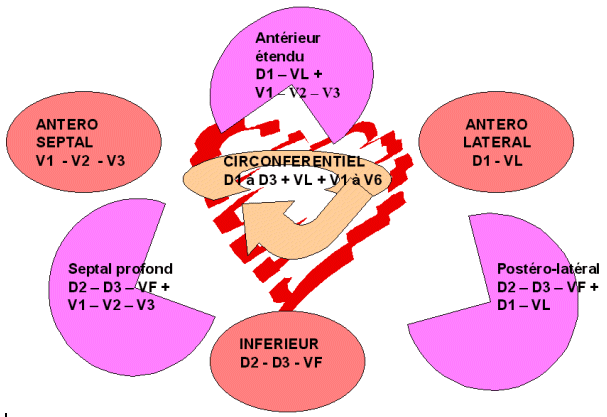 Antérieur
étendu
D1 – VL +
V1 – V2 – V3
ANTERO
SEPTAL
V1 - V2 - V3
ANTERO
LATERAL
D1 - VL
CIRCONFERENTIEL
D1 à D3 + VL + V1 à V6
Septal profond
D2 – D3 – VF +
V1 – V2 – V3
Postéro-latéral
D2 – D3 – VF +
D1 – VL
INFERIEUR
D2 - D3 - VF